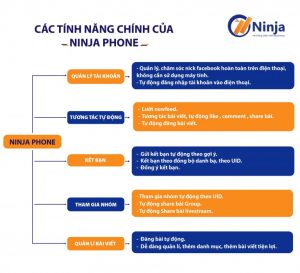 CÁC TÍNH NĂNG CHÍNH CỦA
NINJA PHONE
Ninja
NINJA PHONE
QUẢN LÝ TÀI KHOẢN
- Quản lý, chăm sóc nick facebook hoàn toàn trên điện thoại,
không cần sử dụng máy tính.
- Tự động đăng nhập tài khoản vào điện thoại.
TƯƠNG TÁC TỰ ĐỘNG
- Lướt newfeed.
- Tương tác bài viết, tự động like , comment , share bài.
- Tự động đăng bài viết.
KẾT BẠN
- Gửi kết bạn tự động theo gợi ý.
- Kết bạn theo đồng bộ danh bạ, theo UID.
- Đồng ý kết bạn.
THAM GIA NHÓM
- Tham gia nhóm tự động theo UID.
- Tự động share bài Group.
- Tự động Share bài livestream.
QUẢN LÍ BÀI VIẾT
- Đăng bài tự động.
- Dễ dàng quản lí, thêm danh mục, thêm bài viết tiện lợi.